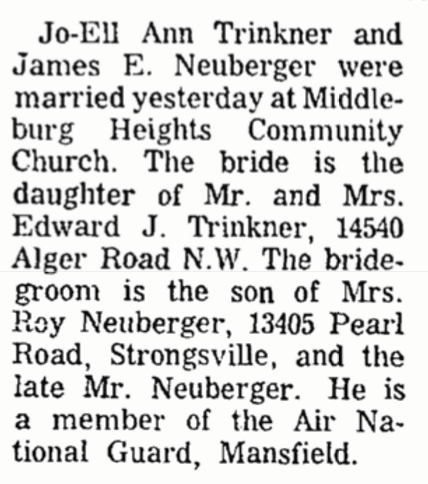 Jo-Ell Ann Trinkner and
James E. Neuberger were
married yesterday at Middle-
burg Heights Community
Church. The bride is the
daughter of Mr. and Mrs.
Edward J. Trinkner, 14540
Alger Road N.W. The bride-
groom is the son of Mrs.
Roy Neuberger, 13405 Pearl
Road, Strongsville, and the
late Mr. Neuberger. He is
a member of the Air Na-
tional Guard, Mansfield.